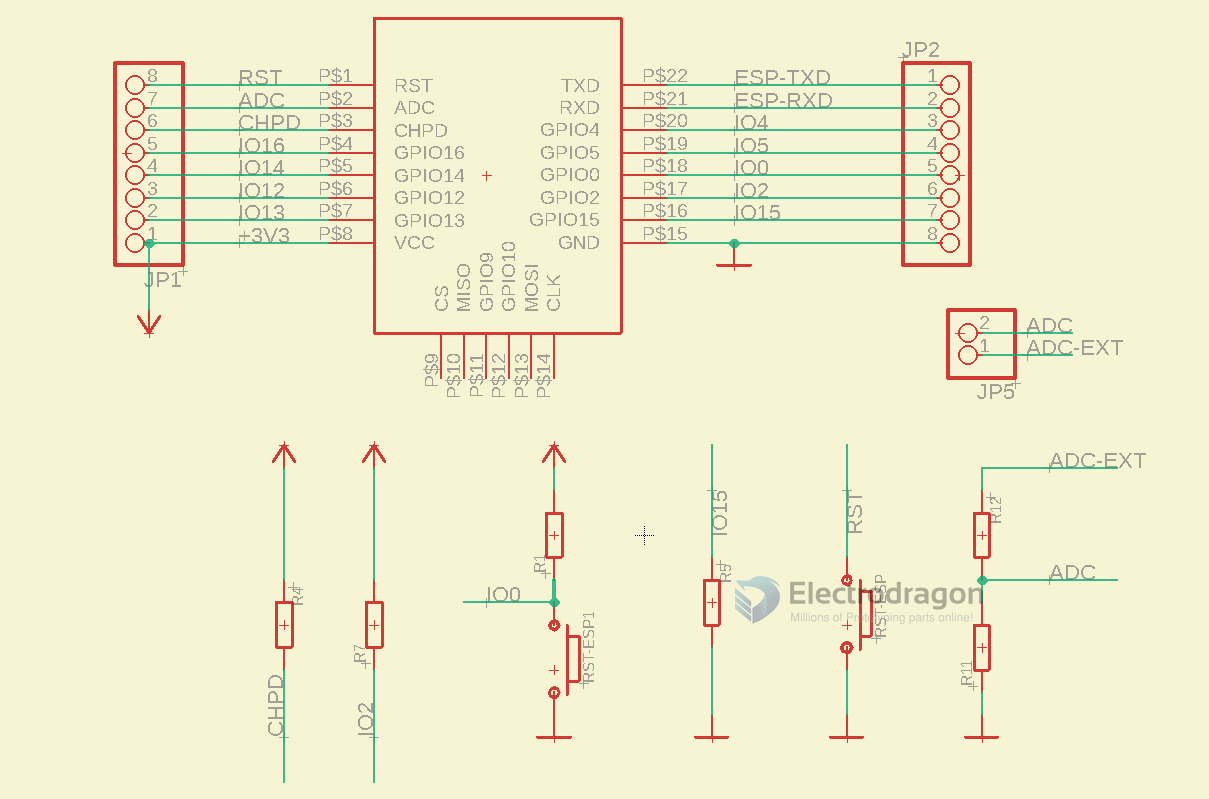 JP2
8 RST P$1 RST TXD P$22 ESP-TXD 1
7 ADC P$2 ADC RXD P$21 ESP-RXD 2
6 CHPD P$3 CHPD GPIO4 P$20 IO4 3
5 IO16 P$4 GPIO16 GPIO5 P$19 IO5 4
4 IO14 P$5 GPIO14 GPIO0 P$18 IO0 5
3 IO12 P$6 GPIO12 GPIO2 P$17 IO2 6
2 IO13 P$7 GPIO13 GPIO15 P$16 IO15 7
1 +3V3 P$8 VCC GND P$15 8
JP1
CS MISO GPIO9 GPIO10 MOSI CLK
P$9 P$10 P$11 P$12 P$13 P$14
2 ADC
1 ADC-EXT
JP5
ADC-EXT
IO15 RST R12
R1
R5 ADC
R4 IO0 RST-ESP
Electrodragon
Millions of Prototyping parts online!
R7 RST-ESP1 R11
CHPD IO2